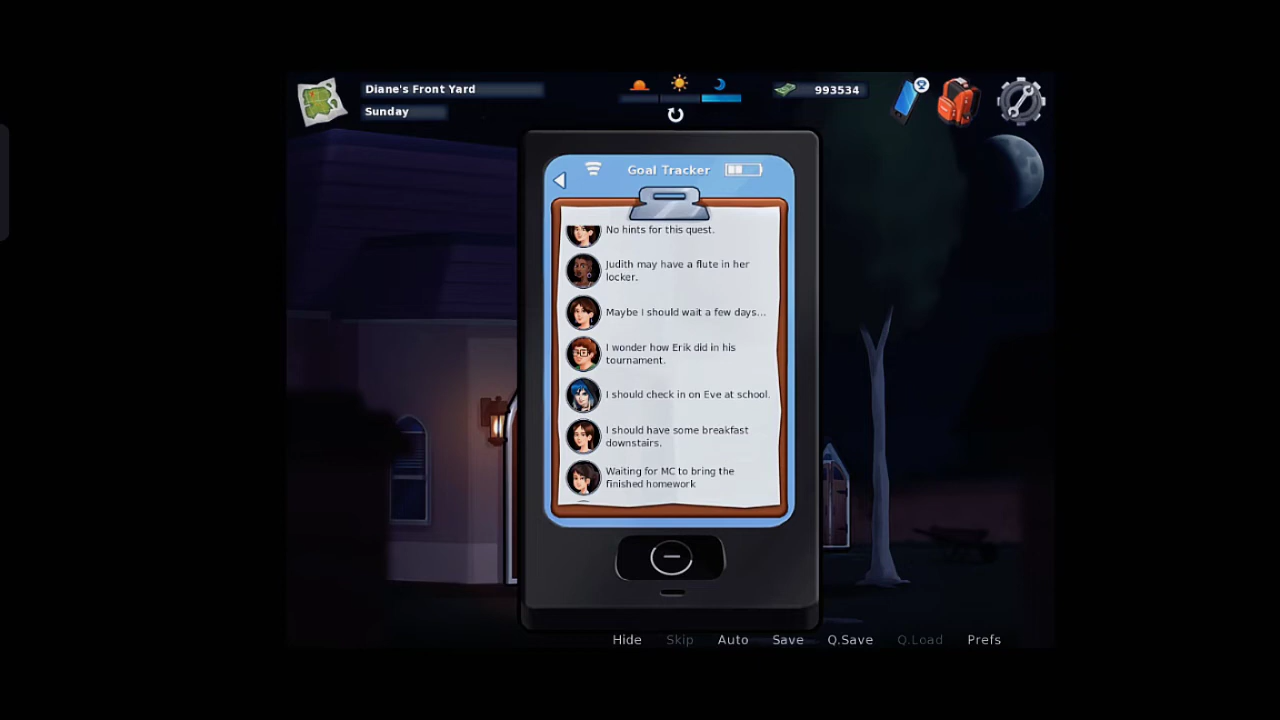 Diane's Front Yard
Sunday
993534
Goal Tracker
No hints for this quest.
Judith may have a flute in her
locker.
Maybe I should wait a few days...
I wonder how Erik did in his
tournament.
I should check in on Eve at school.
I should have some breakfast
downstairs.
Waiting for MC to bring the
finished homework
Hide Skip Auto Save Q.Save Q.Load Prefs